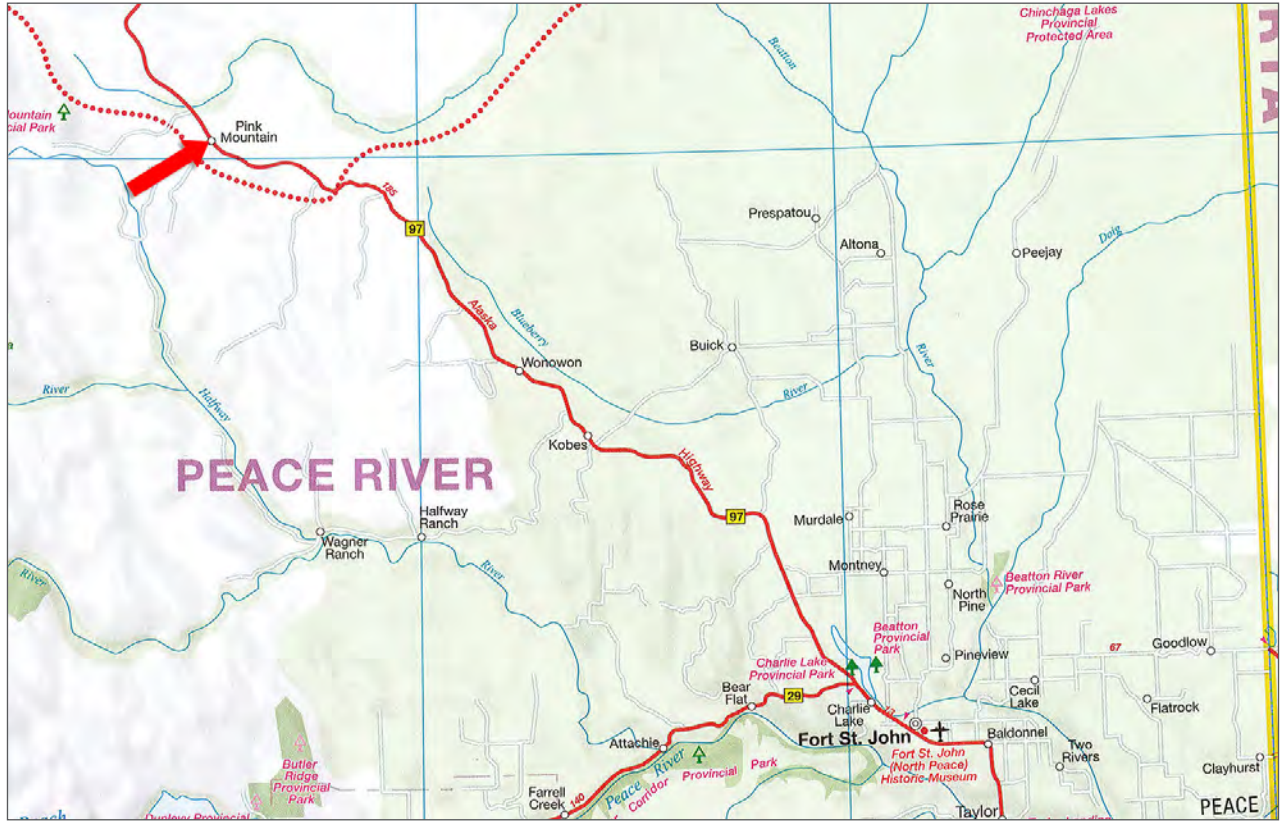 Chinchaga Lakes
Provincial
Protected Area
RTA
Beatton
ountain
cial Park
Pink
Mountain
185
97
Prespatou
Altona
Peejay
Doig
Alaska
Blueberry
Buick
River
Wonowon
River
River
Halfway
Kobes
Highway
PEACE RIVER
97
Halfway
Ranch
Wagner
Ranch
Murdale
Rose
Prairie
River
River
Montney
North
Pine
Beatton River
Provincial Park
Beatton
Provincial
Park
Goodlow
67
Pineview
Charlie Lake
Provincial Park
Bear
Flat
29
Cecil
Lake
Flatrock
Charlie
Lake
13
Fort St. John
Baldonnel
Fort St. John
(North Peace)
Historic Museum
Two
Rivers
Attachie
Peace River
Provincial Park
Corridor
Butler
Ridge
Provincial
Park
Clayhurst
Farrell
Creek
140
Taylor
PEACE